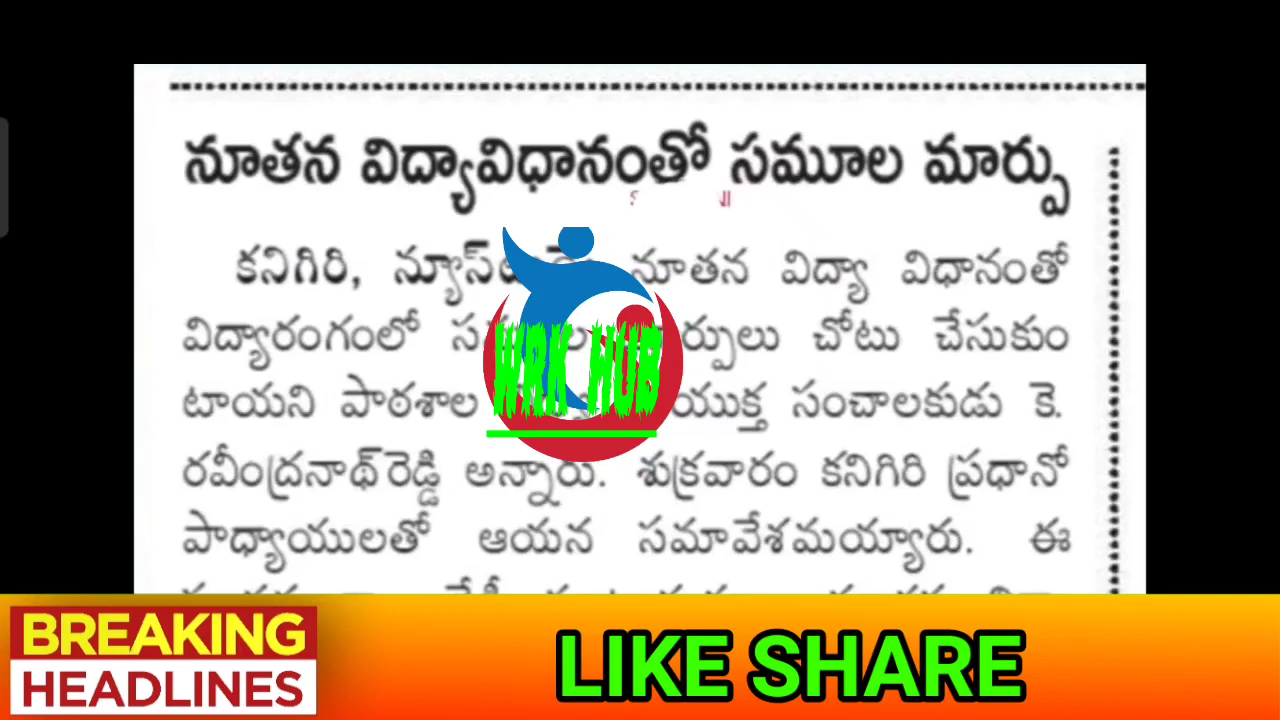 నూతన విద్యావిధానంతో సమూల మార్పు
కనిగిరి, నూతన విద్యా విధానంతో
విద్యారంగంలో చోటు చేసుకుం
టాయని పాఠశాల సంచాలకుడు కె.
రవీంద్రనాథ్‌రెడ్డి అన్నారు. శుక్రవారం కనిగిరి ప్రధానో
పాధ్యాయులతో ఆయన సమావేశమయ్యారు. ఈ
WRK HUB
BREAKING
HEADLINES
LIKE SHARE